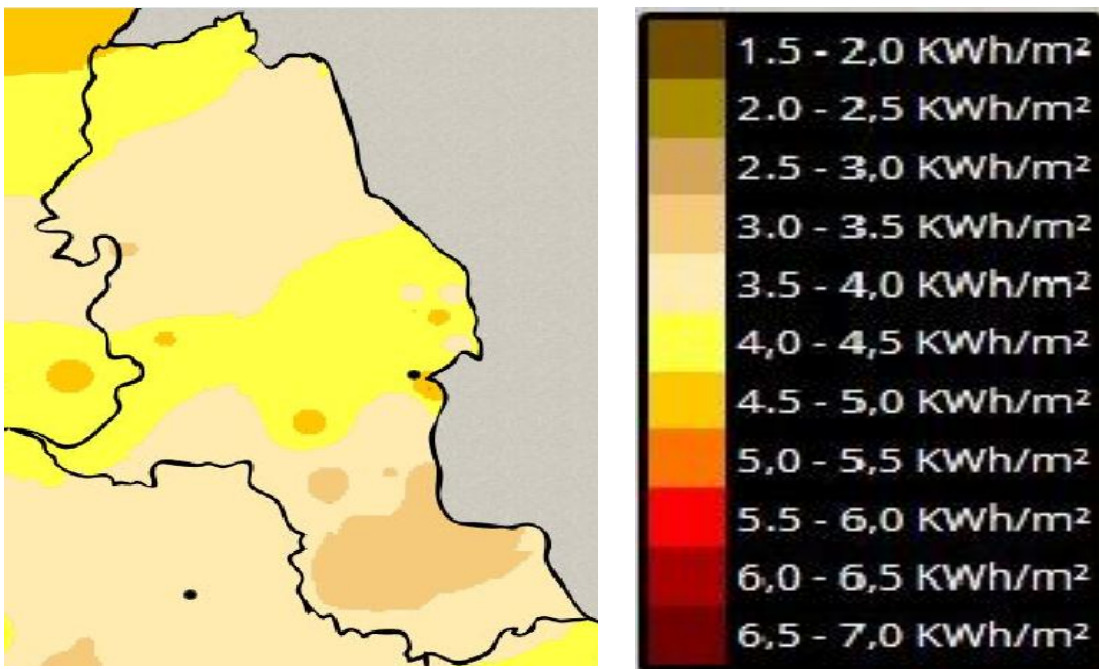 1.5 - 2,0 KWh/m²
2.0 - 2,5 KWh/m²
2.5 - 3,0 KWh/m²
3.0 - 3.5 KWh/m²
3.5 - 4,0 KWh/m²
4,0 - 4,5 KWh/m²
4.5 - 5,0 KWh/m²
5,0 - 5,5 KWh/m²
5.5 - 6,0 KWh/m²
6,0 - 6,5 KWh/m²
6,5 - 7,0 KWh/m²